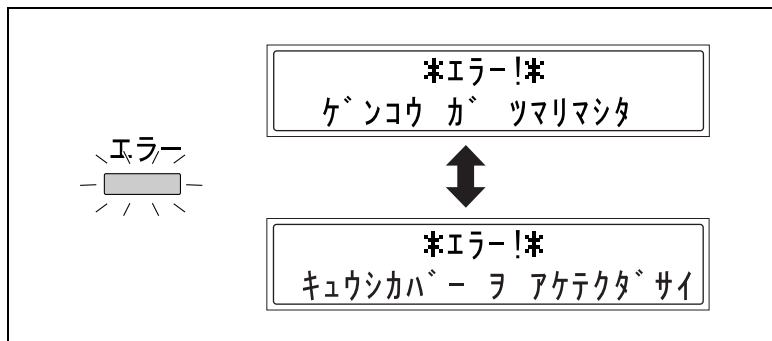 エラー
*エラー!*
ゲンコウ ガ ツマリマシタ
*エラー!*
キュウシカバー ヲ アケテクダサイ